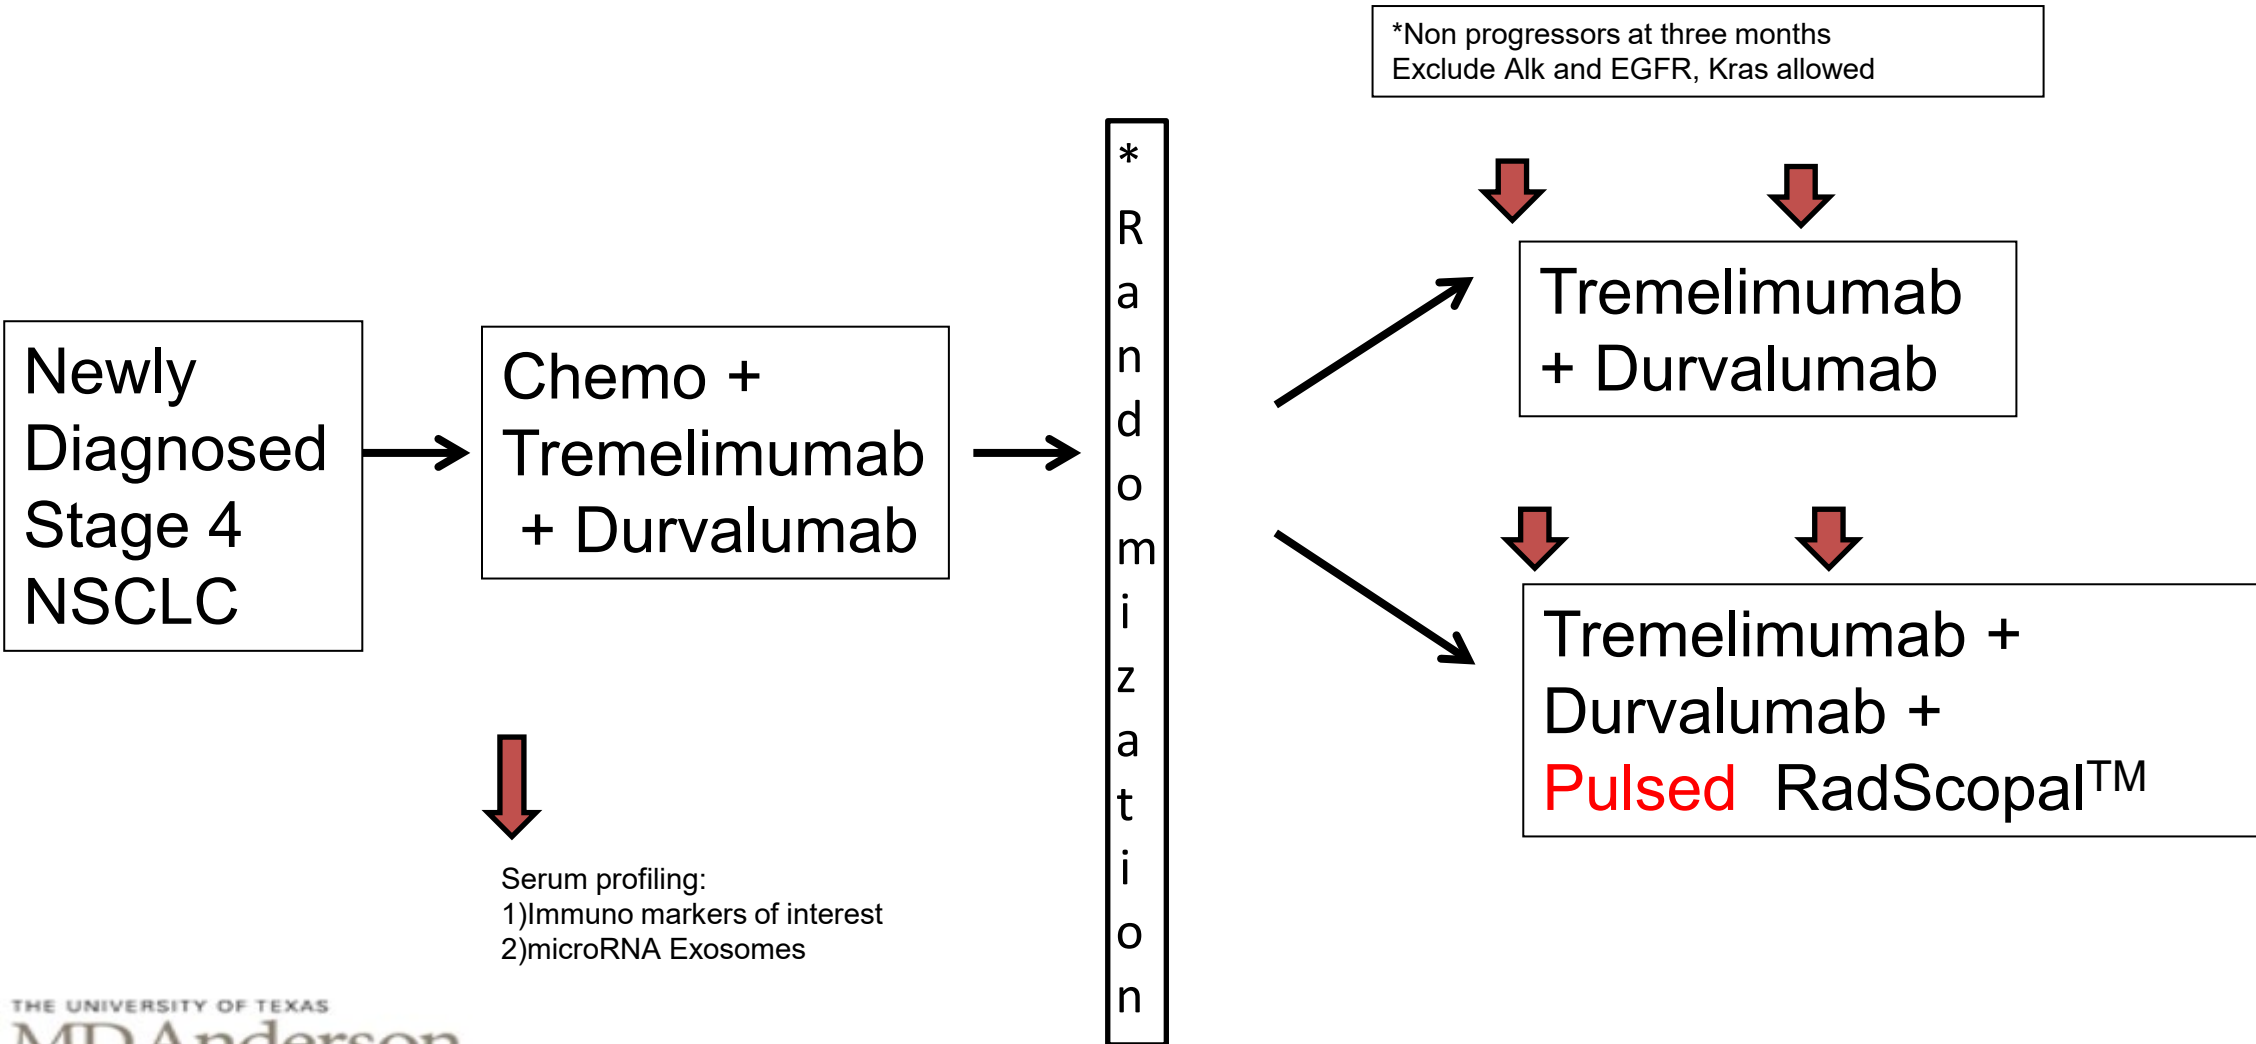 *Non progressors at three months
Exclude Alk and EGFR, Kras allowed
Newly
Diagnosed
Stage 4
NSCLC
Chemo +
Tremelimumab
+ Durvalumab
*
R
a
n
d
o
m
i
z
a
t
i
o
n
Tremelimumab
+ Durvalumab
Tremelimumab +
Durvalumab +
Pulsed RadScopal™
Serum profiling:
1)Immuno markers of interest
2)microRNA Exosomes
THE UNIVERSITY OF TEXAS
MD Anderson